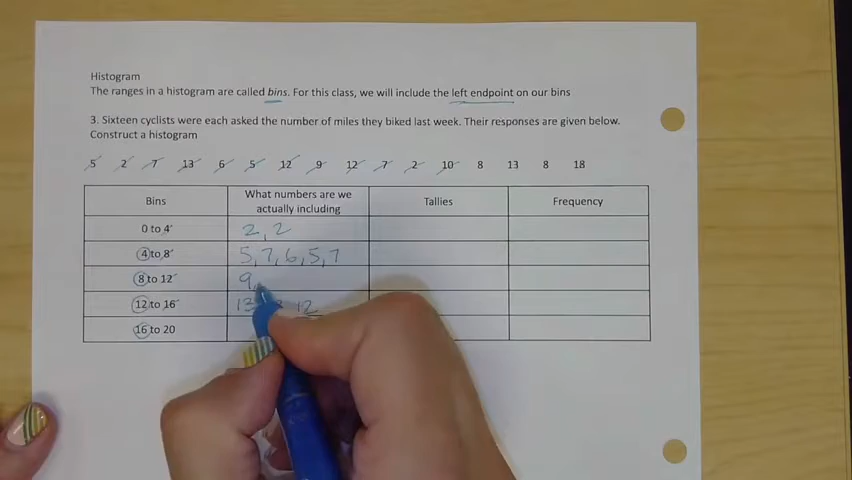 Histogram
The ranges in a histogram are called bins. For this class, we will include the left endpoint on our bins
3. Sixteen cyclists were each asked the number of miles they biked last week. Their responses are given below.
Construct a histogram
5 2 7 13 6 5 12 9 12 7 2 10 8 13 8 18
Bins What numbers are we actually including Tallies Frequency
0 to 4 2, 2
4 to 8 5, 7, 6, 5, 7
8 to 12 9,
12 to 16 13 12
16 to 20